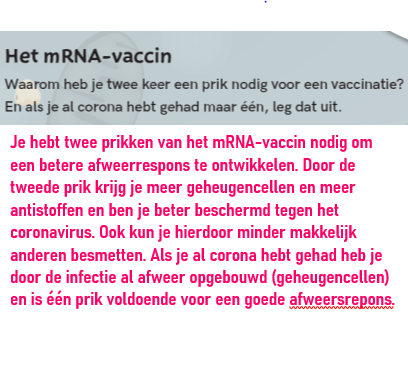 Het mRNA-vaccin
Waarom heb je twee keer een prik nodig voor een vaccinatie?
En als je al corona hebt gehad maar één, leg dat uit.
Je hebt twee prikken van het mRNA-vaccin nodig om
een betere afweerrespons te ontwikkelen. Door de
tweede prik krijg je meer geheugencellen en meer
antistoffen en ben je beter beschermd tegen het
coronavirus. Ook kun je hierdoor minder makkelijk
anderen besmetten. Als je al corona hebt gehad heb je
door de infectie al afweer opgebouwd (geheugencellen)
en is één prik voldoende voor een goede afweersrepons.